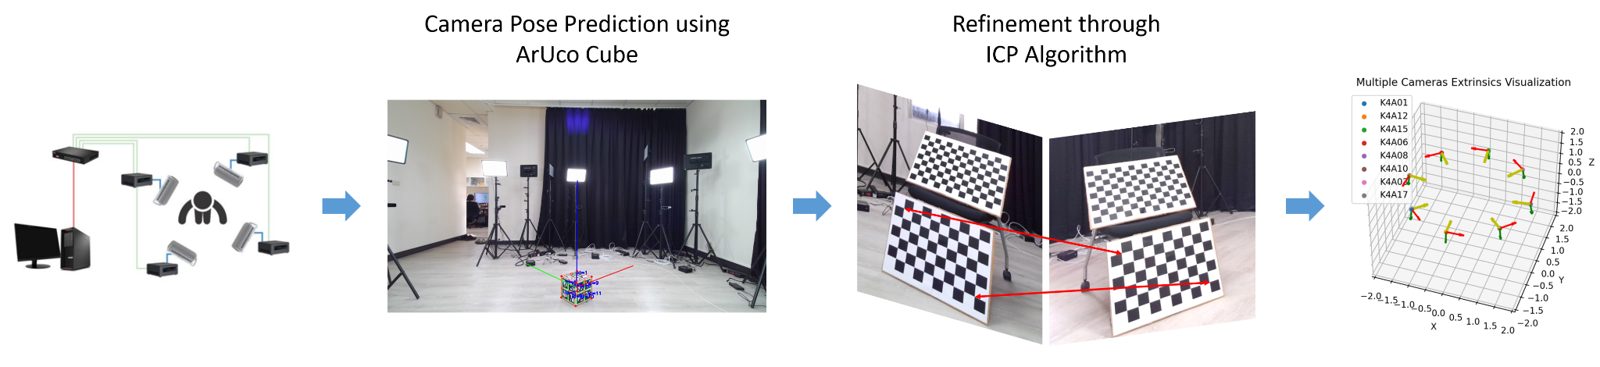 Camera Pose Prediction using
ArUco Cube
Refinement through
ICP Algorithm
Multiple Cameras Extrinsics Visualization
K4A01
K4A12
K4A15
K4A06
K4A08
K4A10
K4A17
2.0
1.5
1.0
0.5
0.0
−0.5
−1.0
−1.5
−2.0
Z
2.0
1.5
1.0
0.5
0.0
−0.5
−1.0
−1.5
−2.0
Y
−2.0
−1.5
−1.0
−0.5
0.0
0.5
1.0
1.5
2.0
X